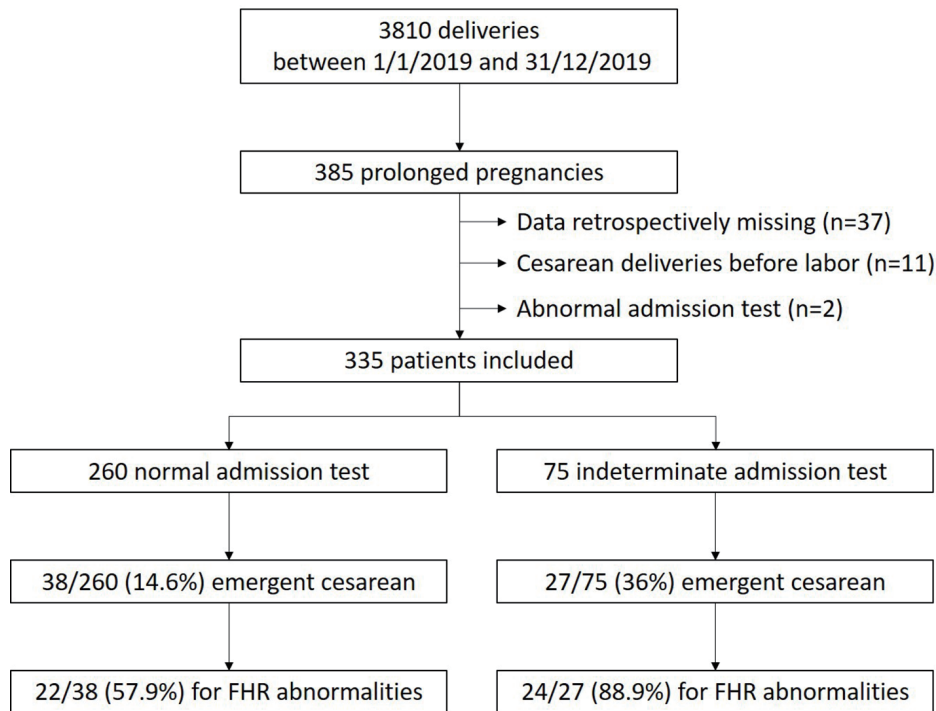 3810 deliveries
between 1/1/2019 and 31/12/2019
385 prolonged pregnancies
Data retrospectively missing (n=37)
Cesarean deliveries before labor (n=11)
Abnormal admission test (n=2)
335 patients included
260 normal admission test
75 indeterminate admission test
38/260 (14.6%) emergent cesarean
27/75 (36%) emergent cesarean
22/38 (57.9%) for FHR abnormalities
24/27 (88.9%) for FHR abnormalities